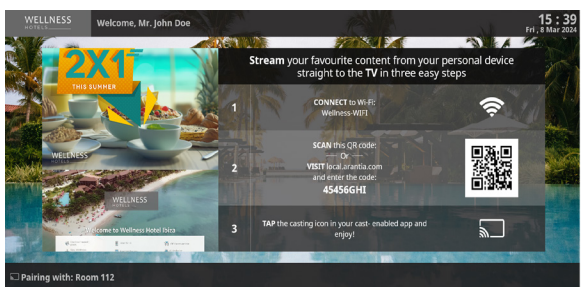 WELLNESS
HOTELS
Welcome, Mr. John Doe
15 : 39
Fri , 8 Mar 2024
2X1
THIS SUMMER
WELLNESS
WELLNESS
HOTELS
Welcome to Wellness Hotel Ibiza
Stream your favourite content from your personal device
straight to the TV in three easy steps
1
CONNECT to Wi-Fi:
Wellness-WIFI
2
SCAN this QR code:
Or
VISIT local.arantia.com
and enter the code:
45456GHI
3
TAP the casting icon in your cast- enabled app and
enjoy!
Pairing with: Room 112